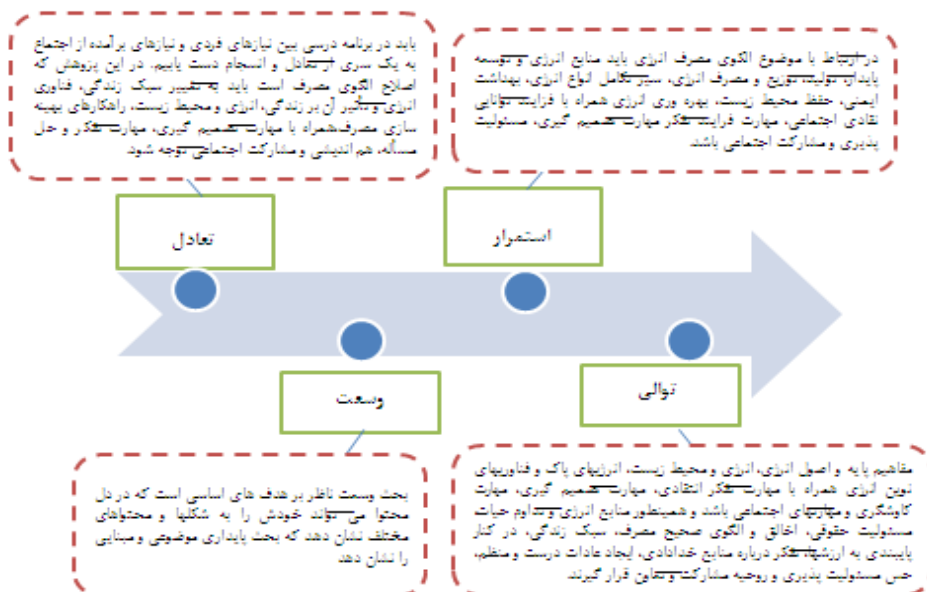 در ارتباط با موضوع الگوی مصرف انرژی باید منابع انرژی و توسعه
پایدار، تولید، توزیع و مصرف انرژی، سیر تکامل انواع انرژی، بهداشت
ایمنی، حفظ محیط زیست، بهره وری انرژی همراه با فرایند توانایی
نقادی اجتماعی، مهارت فرایند تفکر مهارت تصمیم گیری، مسئولیت
پذیری و مشارکت اجتماعی باشد.
باید در برنامه درسی بین نیازهای فردی و نیازهای برآمده از اجتماع
به یک سری از تعادل و انسجام دست یابیم. در این پزوهش که
اصلاح الگوی مصرف است باید به تغییر سبک زندگی، فناوری
انرژی و تأثیر آن بر زندگی، انرژی و محیط زیست، راهکارهای بهینه
سازی مصرف همراه با مهارت تصمیم گیری، مهارت تفکر و حل
مسأله، هم اندیشی و مشارکت اجتماعی توجه شود.
استمرار
تعادل
توالی
وسعت
مفاهیم پایه و اصول انرژی، انرژی و محیط زیست، انرژیهای پاک و فناوریهای
نوین انرژی همراه با مهارت تفکر انتقادی، مهارت تصمیم گیری، مهارت
کاوشگری و مهارتهای اجتماعی باشد و همینطور منابع انرژی و تداوم حیات
مسئولیت حقوقی، اخالق و الگوی صحیح مصرف، سبک زندگی، در کنار
پایبندی به ارزشها، تفکر درباره منابع خدادادی، ایجاد عادات درست و منظم،
حس مسئولیت پذیری و روحیه مشارکت و تعاون قرار گیرند.
بحث وسعت ناظر بر هدف های اساسی است که در دل
محتوا می تواند خودش را به شکلها و محتواهای
مختلف نشان دهد که بحث پایداری موضوعی و مبنایی
را نشان دهد